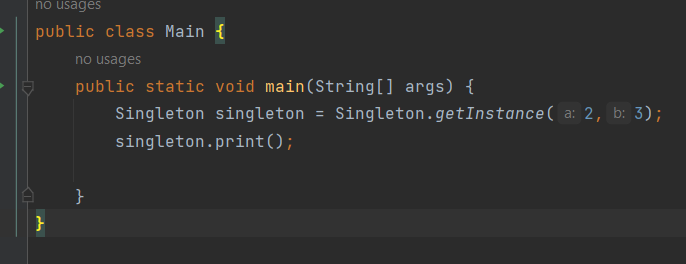 no usages
public class Main {
no usages
public static void main(String[] args) {
Singleton singleton = Singleton.getInstance( a: 2, b: 3);
singleton.print();
}
}